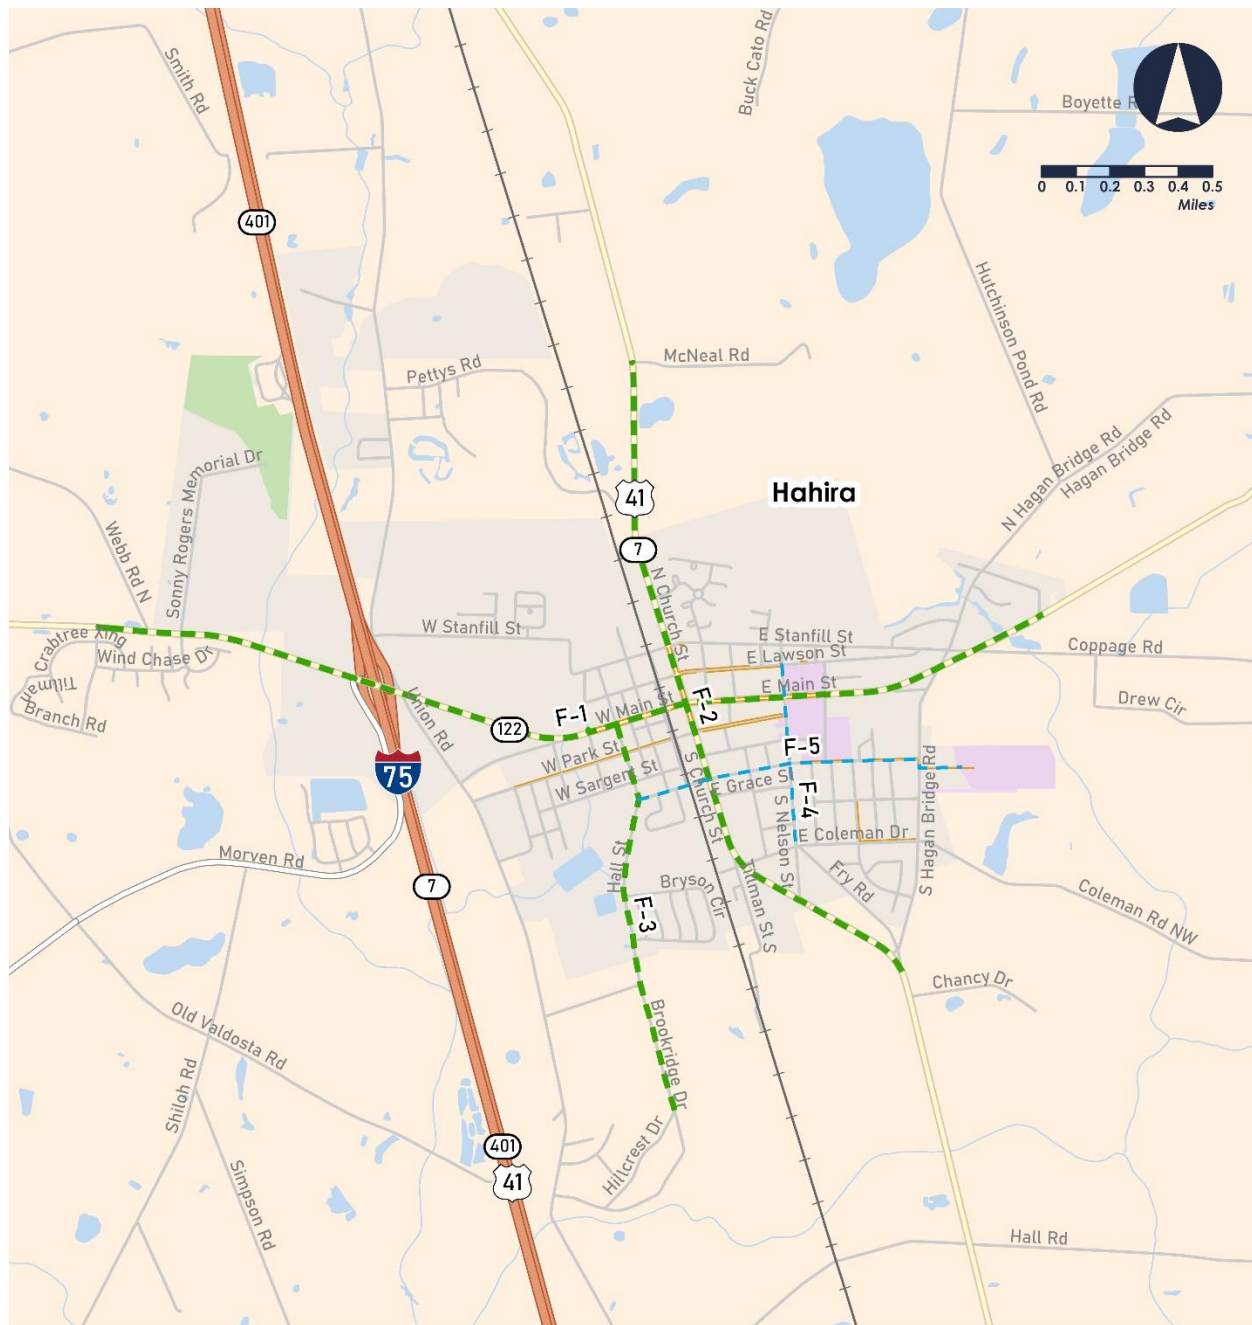 Buck Cato Rd
Smith Rd
Boyette R
0 0.1 0.2 0.3 0.4 0.5
Miles
401
Hutchinson Pond Rd
McNeal Rd
Pettys Rd
Hahira
41
7
N Hagan Bridge Rd
Hagan Bridge Rd
Sonny Rogers Memorial Dr
Webb Rd N
N Church St
W Stanfill St
E Stanfill St
E Lawson St
Coppage Rd
Tillman Crabtree Xing
Wind Chase Dr
Branch Rd
E Main St
Drew Cir
Union Rd
F-1
W Main St
F-2
122
W Park St
F-5
75
W Sargent St
S Church St
E Grace St
F-4
S Nelson St
E Coleman Dr
S Hagan Bridge Rd
Morven Rd
7
Hall St
Bryson Cir
Tillman St S
Fry Rd
F-3
Coleman Rd NW
Chancy Dr
Old Valdosta Rd
Brookridge Dr
Shiloh Rd
401
41
Hillcrest Dr
Simpson Rd
Hall Rd